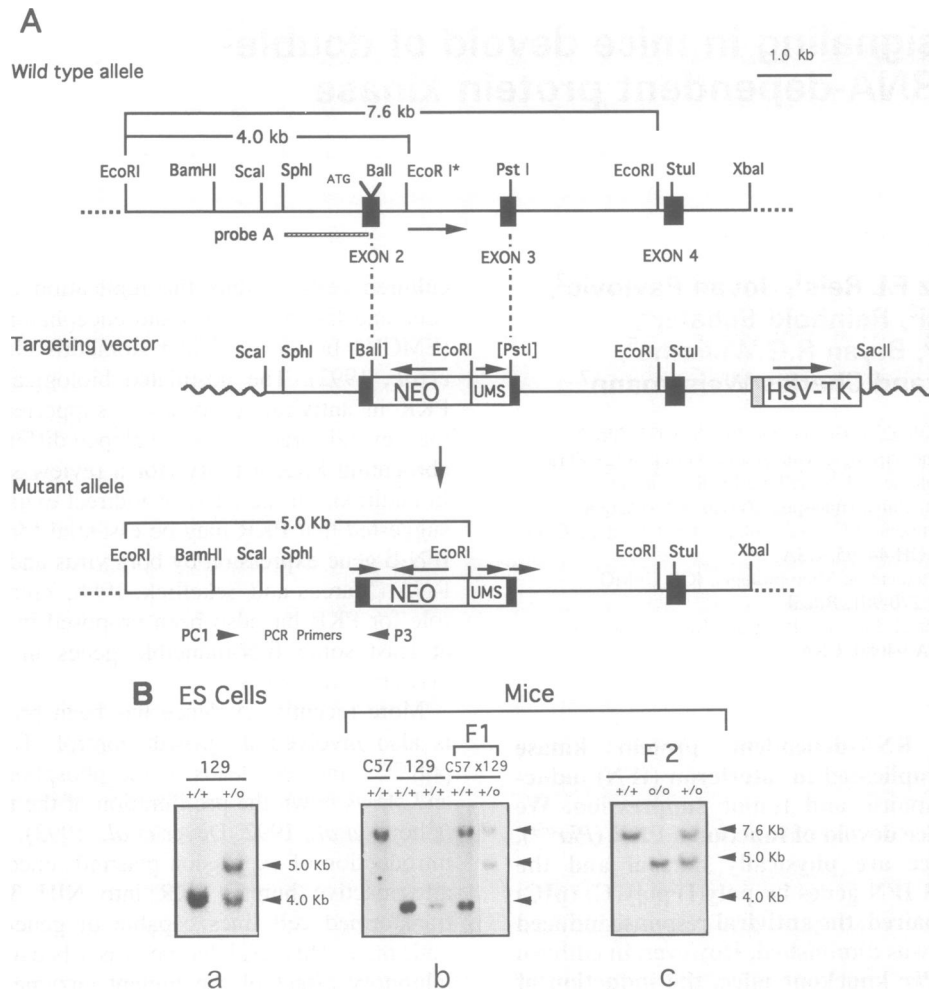 A
Wild type allele
1.0 kb
7.6 kb
4.0 kb
EcoRI BamHI ScaI SphI ATG BalI EcoR I* Pst I EcoRI StuI XbaI
probe A
EXON 2 EXON 3 EXON 4
Targeting vector
ScaI SphI [BalI] EcoRI [PstI] EcoRI StuI SacII
NEO UMS HSV-TK
Mutant allele
5.0 Kb
EcoRI BamHI ScaI SphI EcoRI EcoRI StuI XbaI
NEO UMS
PC1 PCR Primers P3
B ES Cells Mice
F1 F 2
129 C57 129 C57 x129
+/+ +/o +/+ +/+ +/+ +/+ +/o +/+ o/o +/o
7.6 Kb
5.0 Kb 5.0 Kb
4.0 Kb 4.0 Kb
a b c